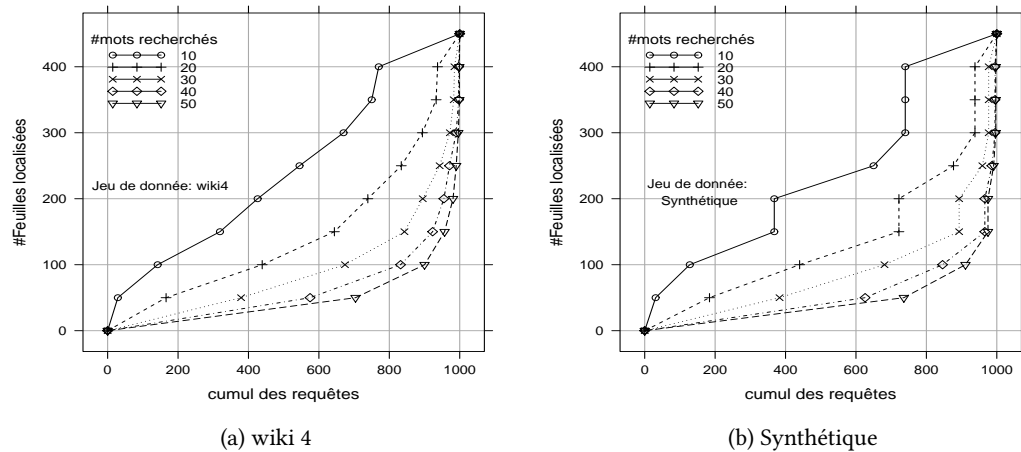 #mots recherchés
10
20
30
40
50
Jeu de donnée: wiki4
#Feuilles localisées
400
300
200
100
0
0 200 400 600 800 1000
cumul des requêtes
(a) wiki 4
#mots recherchés
10
20
30
40
50
Jeu de donnée:
Synthétique
#Feuilles localisées
400
300
200
100
0
0 200 400 600 800 1000
cumul des requêtes
(b) Synthétique